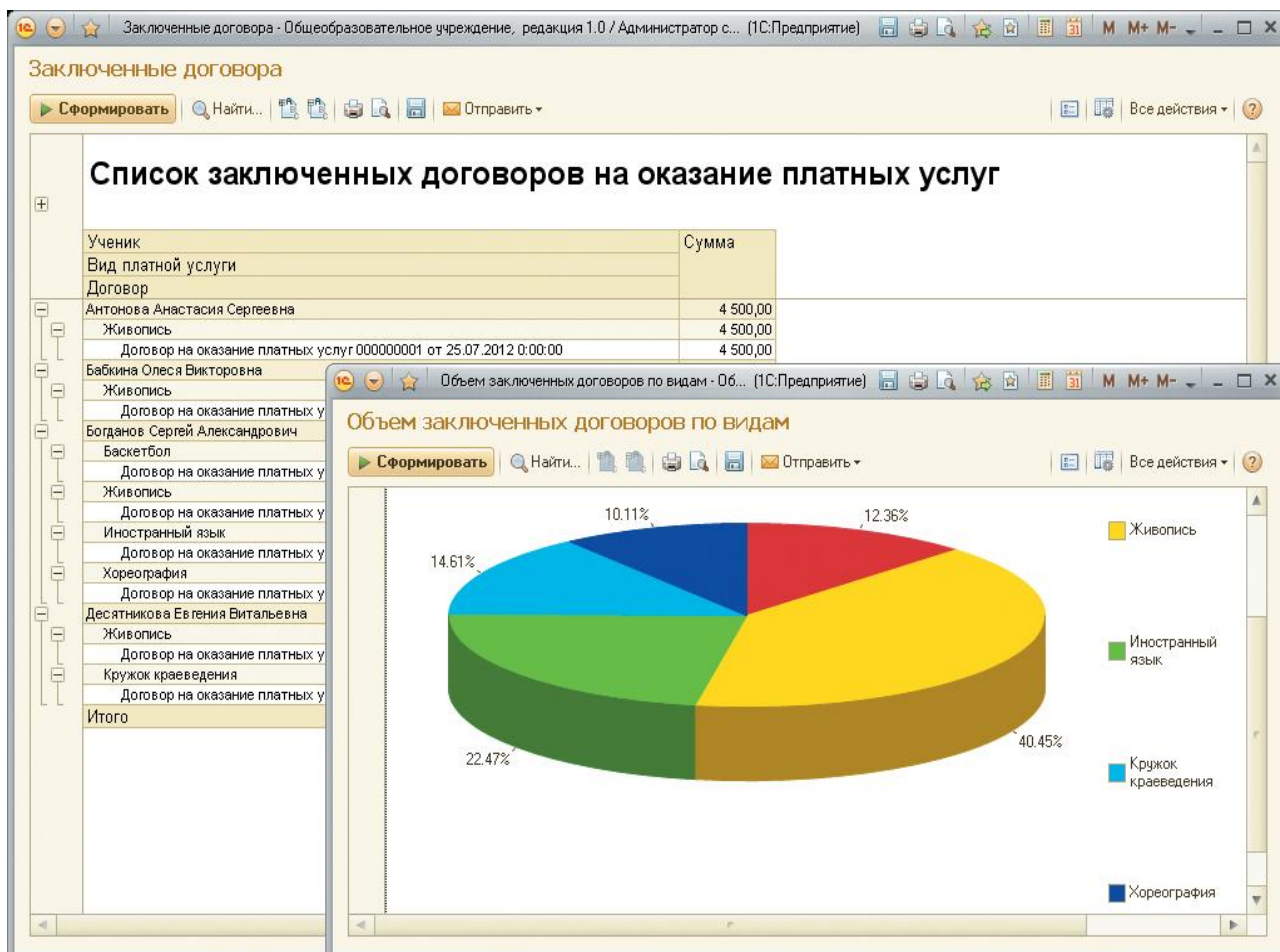 Заключенные договора - Общеобразовательное учреждение, редакция 1.0 / Администратор с... (1С:Предприятие)
M M+ M-
Заключенные договора
Сформировать Найти... Отправить Все действия
Список заключенных договоров на оказание платных услуг
Ученик Сумма
Вид платной услуги
Договор
Антонова Анастасия Сергеевна 4 500,00
Живопись 4 500,00
Договор на оказание платных услуг 000000001 от 25.07.2012 0:00:00 4 500,00
Бабкина Олеся Викторовна
Живопись
Договор на оказание платных у
Богданов Сергей Александрович
Баскетбол
Договор на оказание платных у
Живопись
Договор на оказание платных у
Иностранный язык
Договор на оказание платных у
Хореография
Договор на оказание платных у
Десятникова Евгения Витальевна
Живопись
Договор на оказание платных у
Кружок краеведения
Договор на оказание платных у
Итого
Объем заключенных договоров по видам - Об... (1С:Предприятие)
M M+ M-
Объем заключенных договоров по видам
Сформировать Найти... Отправить Все действия
10.11% 12.36%
14.61%
22.47%
40.45%
Живопись
Иностранный
язык
Кружок
краеведения
Хореография